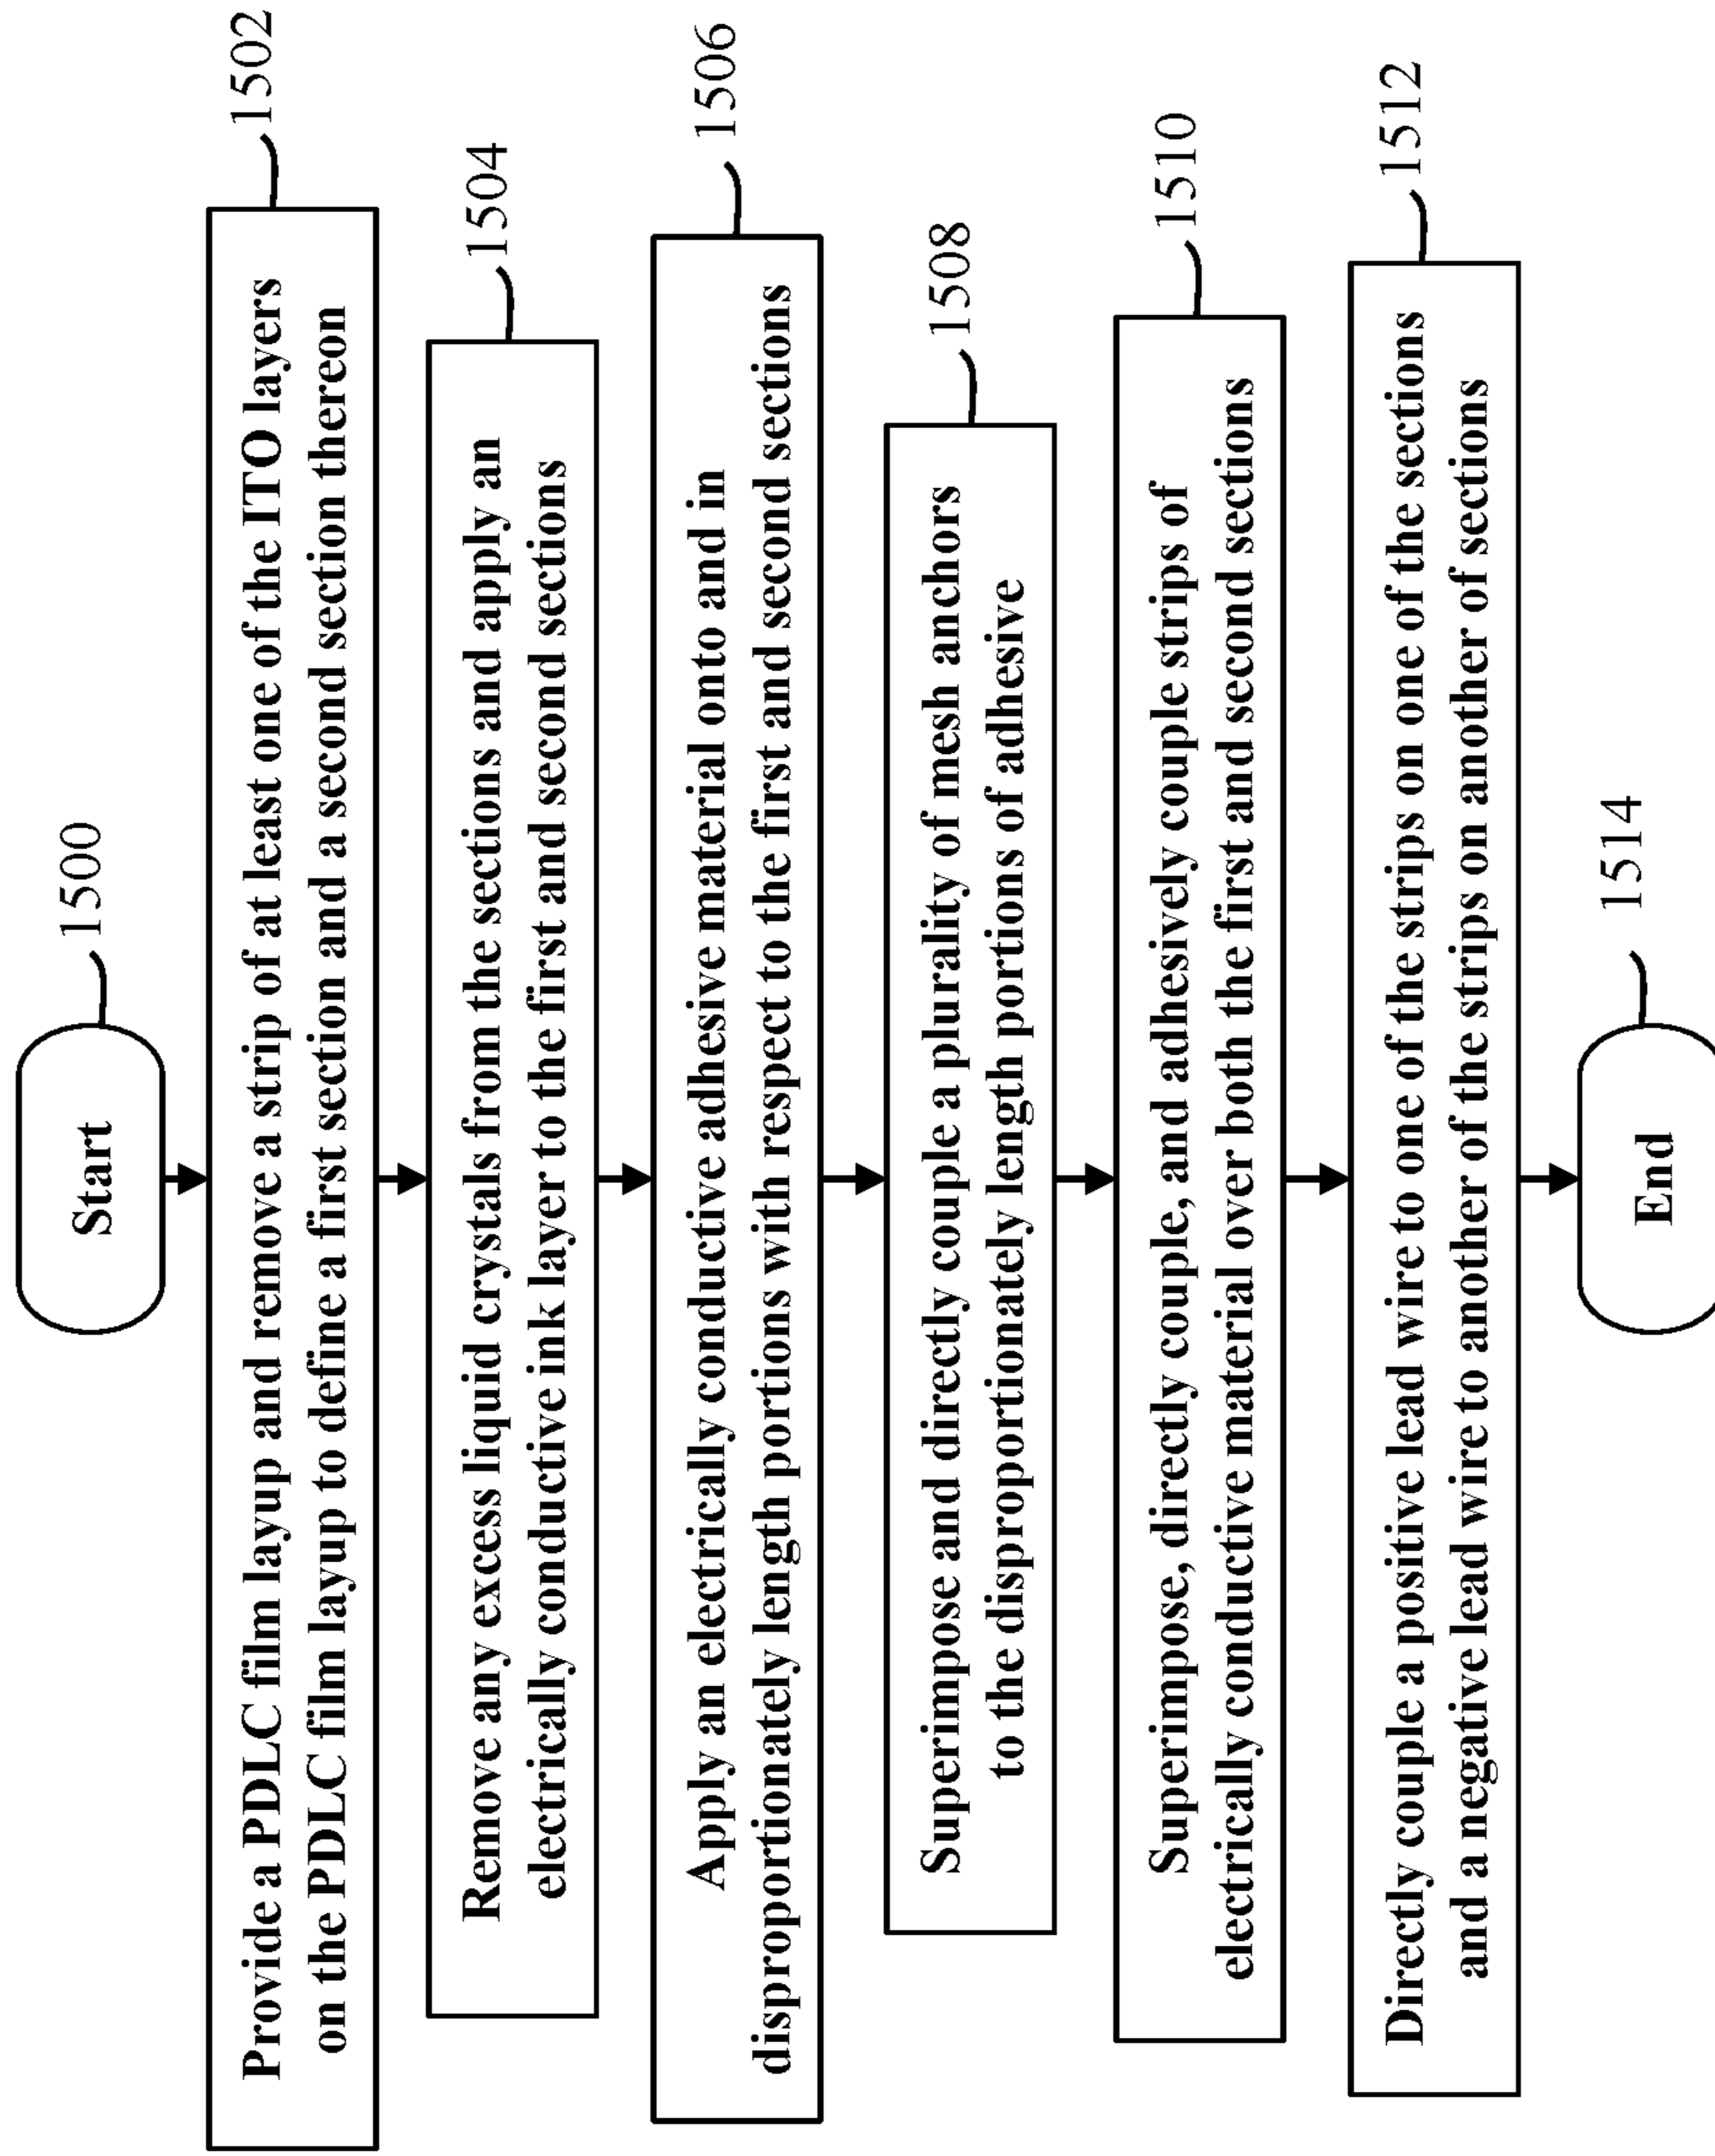 Start
1500
Provide a PDLC film layup and remove a strip of at least one of the ITO layers
on the PDLC film layup to define a first section and a second section thereon
1502
Remove any excess liquid crystals from the sections and apply an
electrically conductive ink layer to the first and second sections
1504
Apply an electrically conductive adhesive material onto and in
disproportionately length portions with respect to the first and second sections
1506
Superimpose and directly couple a plurality of mesh anchors
to the disproportionately length portions of adhesive
1508
Superimpose, directly couple, and adhesively couple strips of
electrically conductive material over both the first and second sections
1510
Directly couple a positive lead wire to one of the strips on one of the sections
and a negative lead wire to another of the strips on another of sections
1512
End
1514